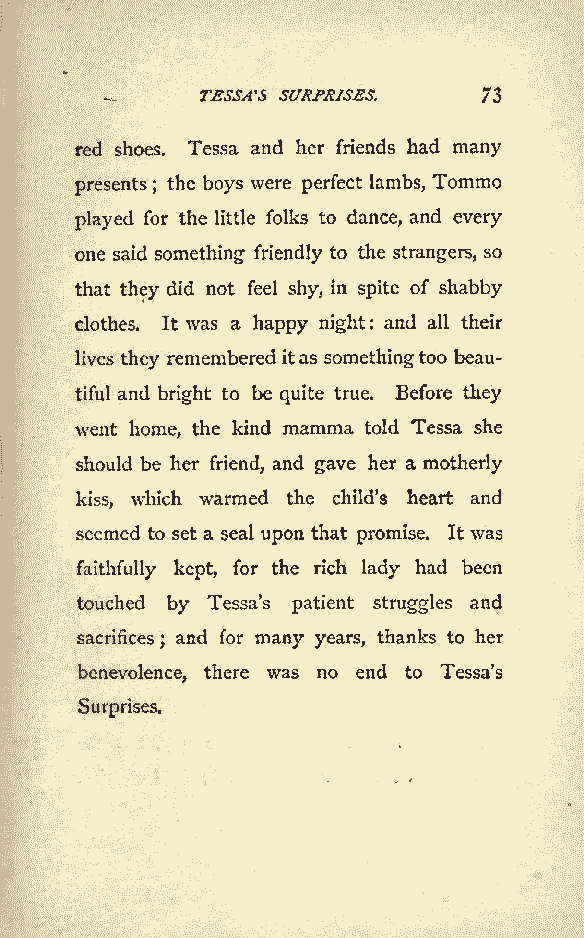 TESSA'S SURPRISES. 73
red shoes. Tessa and her friends had many
presents; the boys were perfect lambs, Tommo
played for the little folks to dance, and every
one said something friendly to the strangers, so
that they did not feel shy, in spite of shabby
clothes. It was a happy night: and all their
lives they remembered it as something too beau-
tiful and bright to be quite true. Before they
went home, the kind mamma told Tessa she
should be her friend, and gave her a motherly
kiss, which warmed the child's heart and
seemed to set a seal upon that promise. It was
faithfully kept, for the rich lady had been
touched by Tessa's patient struggles and
sacrifices; and for many years, thanks to her
benevolence, there was no end to Tessa's
Surprises.